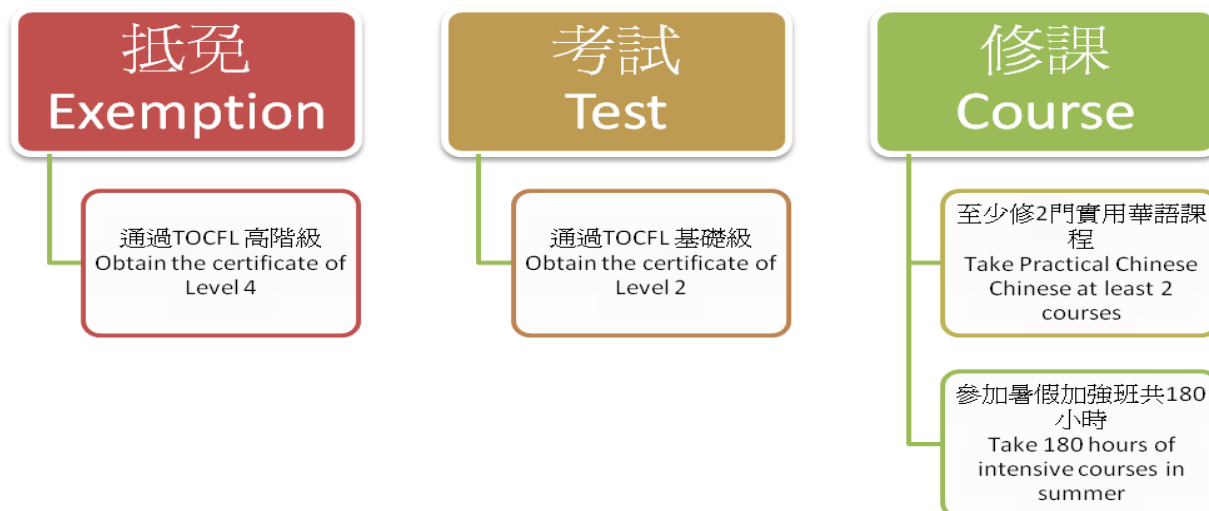 抵免
Exemption
通過TOCFL 高階級
Obtain the certificate of
Level 4
考試
Test
通過TOCFL 基礎級
Obtain the certificate of
Level 2
修課
Course
至少修2門實用華語課
程
Take Practical Chinese
Chinese at least 2
courses
參加暑假加強班共180
小時
Take 180 hours of
intensive courses in
summer